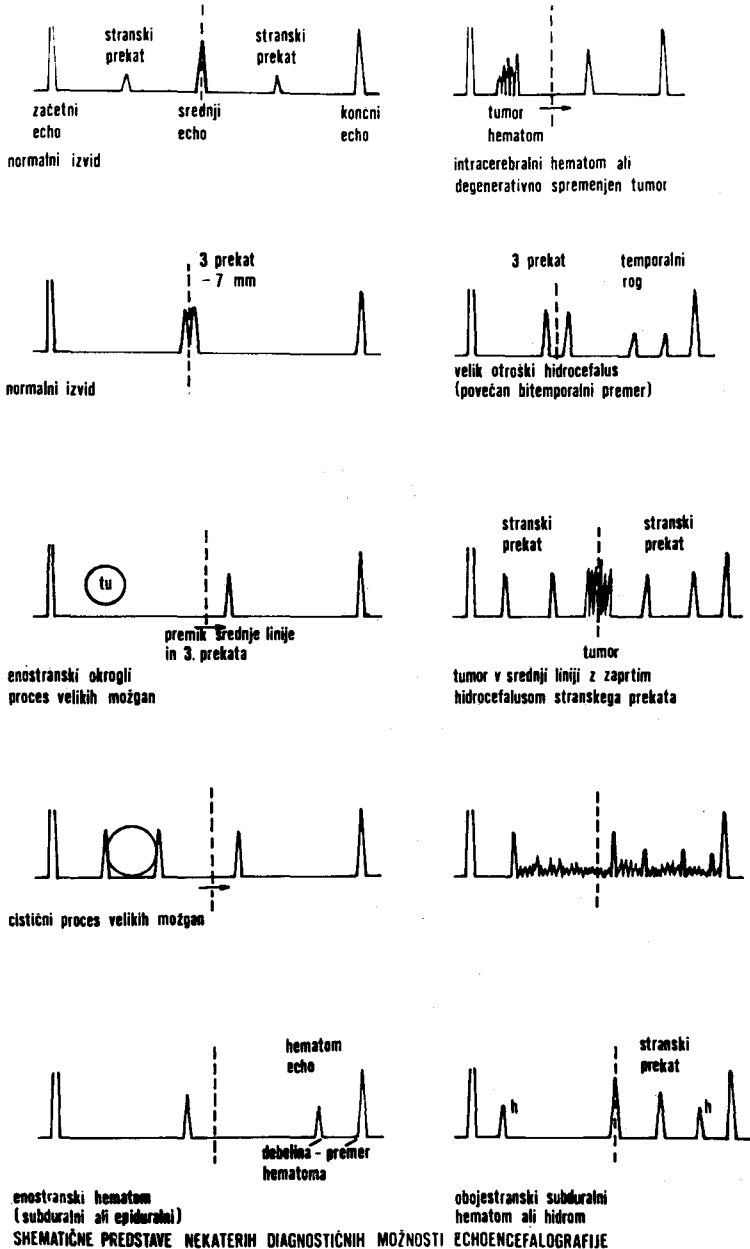 stranski
prekat
stranski
prekat
začetni
echo
srednji
echo
končni
echo
normalni izvid
tumor
hematom
intracerebralni hematom ali
degenerativno spremenjen tumor
3 prekat
- 7 mm
normalni izvid
3 prekat
temporalni
rog
velik otroški hidrocefalus
(povečan bitemporalni premer)
tu
premik srednje linije
in 3. prekata
enostranski okrogli
proces velikih možgan
stranski
prekat
stranski
prekat
tumor
tumor v srednji liniji z zaprtim
hidrocefalusom stranskega prekata
cistični proces velikih možgan
hematom
echo
debelina - premer
hematoma
enostranski hematom
(subduralni ali epiduralni)
stranski
prekat
h
h
obojestranski subduralni
hematom ali hidrom
SHEMATIČNE PREDSTAVE NEKATERIH DIAGNOSTIČNIH MOŽNOSTI ECHOENCEFALOGRAFIJE